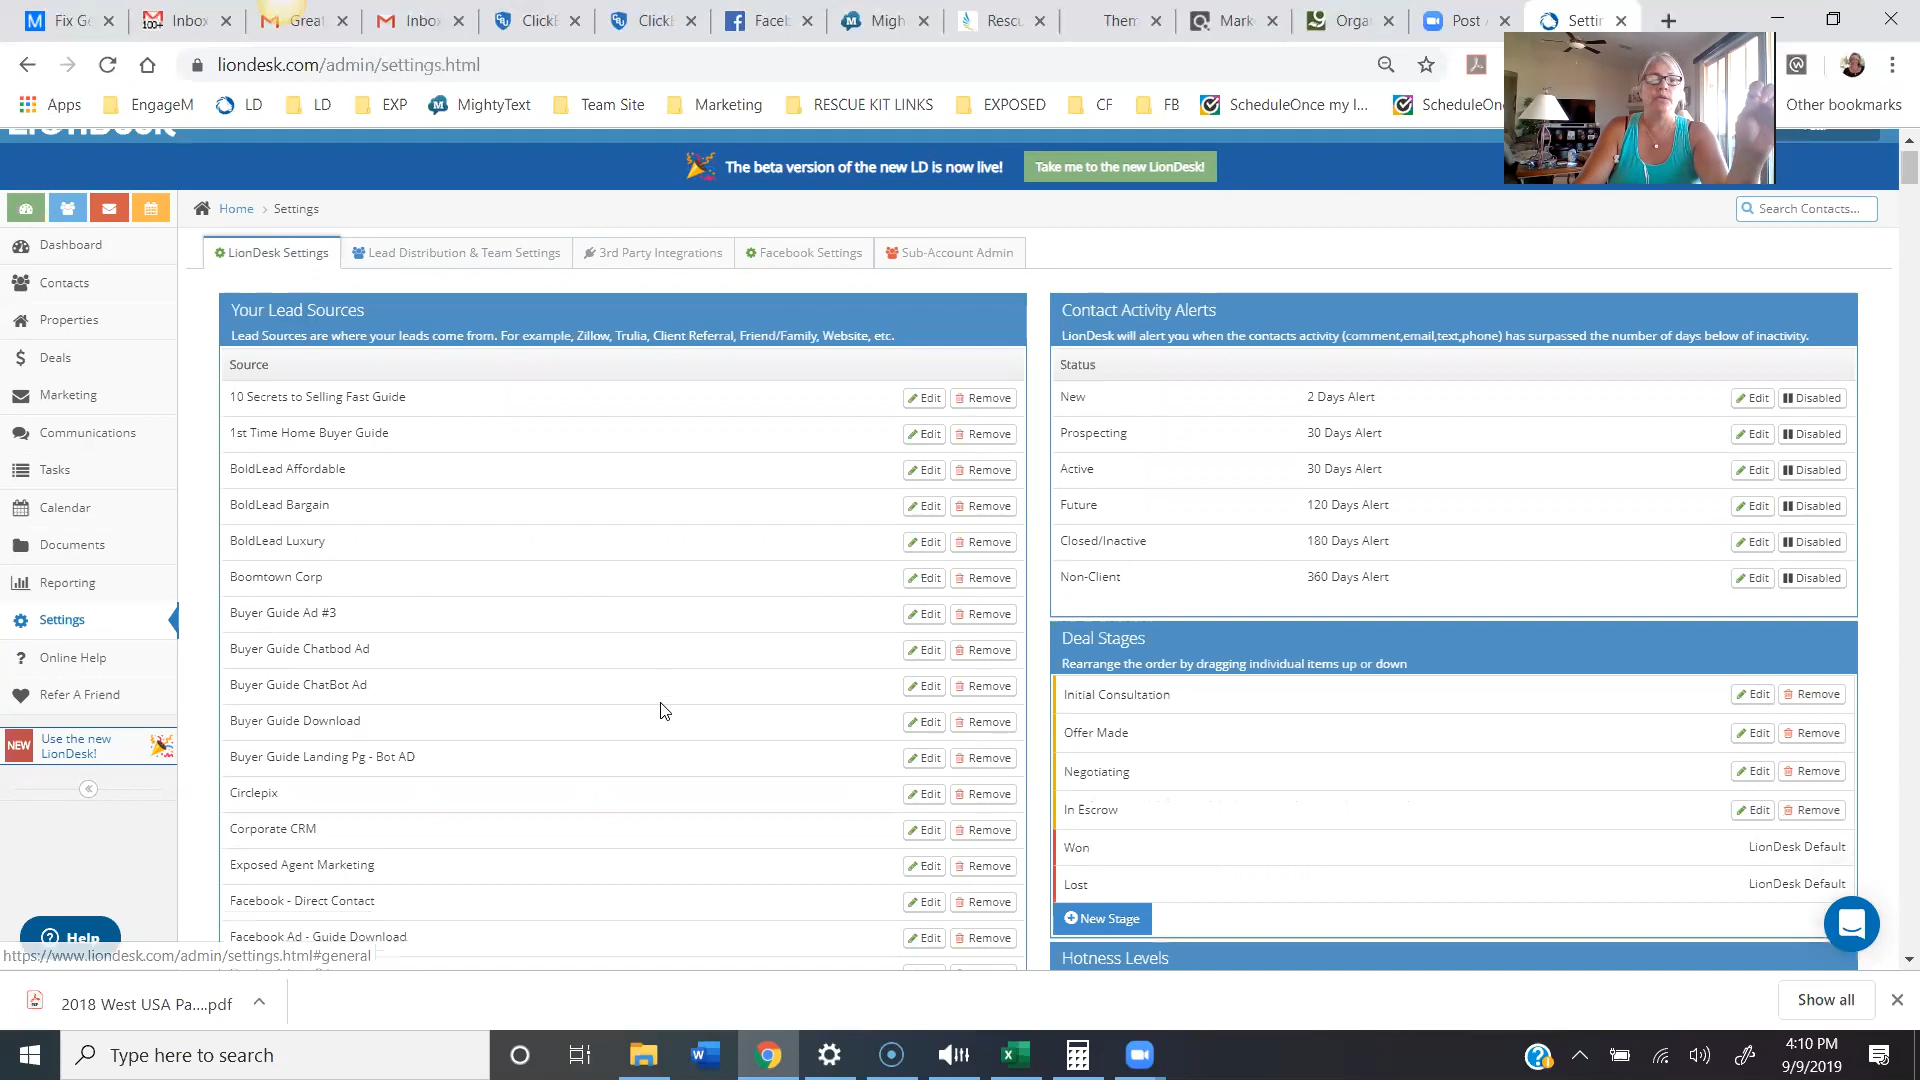 Fix Ge
Inbox
Great
Inbo
ClickE
ClickE
Faceb
Migh
Rescu
Them
Mark
Orga
Post
Settin
liondesk.com/admin/settings.html
Apps
EngageM
LD
LD
EXP
MightyText
Team Site
Marketing
RESCUE KIT LINKS
EXPOSED
CF
FB
ScheduleOnce my l...
ScheduleOnc
Other bookmarks
LionDesk
The beta version of the new LD is now live!
Take me to the new LionDesk!
Home > Settings
Search Contacts...
Dashboard
Contacts
Properties
Deals
Marketing
Communications
Tasks
Calendar
Documents
Reporting
Settings
Online Help
Refer A Friend
NEW
Use the new
LionDesk!
Help
LionDesk Settings
Lead Distribution & Team Settings
3rd Party Integrations
Facebook Settings
Sub-Account Admin
Your Lead Sources
Lead Sources are where your leads come from. For example, Zillow, Trulia, Client Referral, Friend/Family, Website, etc.
Source
10 Secrets to Selling Fast Guide Edit Remove
1st Time Home Buyer Guide Edit Remove
BoldLead Affordable Edit Remove
BoldLead Bargain Edit Remove
BoldLead Luxury Edit Remove
Boomtown Corp Edit Remove
Buyer Guide Ad #3 Edit Remove
Buyer Guide Chatbod Ad Edit Remove
Buyer Guide ChatBot Ad Edit Remove
Buyer Guide Download Edit Remove
Buyer Guide Landing Pg - Bot AD Edit Remove
Circlepix Edit Remove
Corporate CRM Edit Remove
Exposed Agent Marketing Edit Remove
Facebook - Direct Contact Edit Remove
Facebook Ad - Guide Download Edit Remove
Contact Activity Alerts
LionDesk will alert you when the contacts activity (comment,email,text,phone) has surpassed the number of days below of inactivity.
Status
New 2 Days Alert Edit Disabled
Prospecting 30 Days Alert Edit Disabled
Active 30 Days Alert Edit Disabled
Future 120 Days Alert Edit Disabled
Closed/Inactive 180 Days Alert Edit Disabled
Non-Client 360 Days Alert Edit Disabled
Deal Stages
Rearrange the order by dragging individual items up or down
Initial Consultation Edit Remove
Offer Made Edit Remove
Negotiating Edit Remove
In Escrow Edit Remove
Won LionDesk Default
Lost LionDesk Default
New Stage
Hotness Levels
https://www.liondesk.com/admin/settings.html#general
2018 West USA Pa....pdf
Show all
Type here to search
4:10 PM
9/9/2019